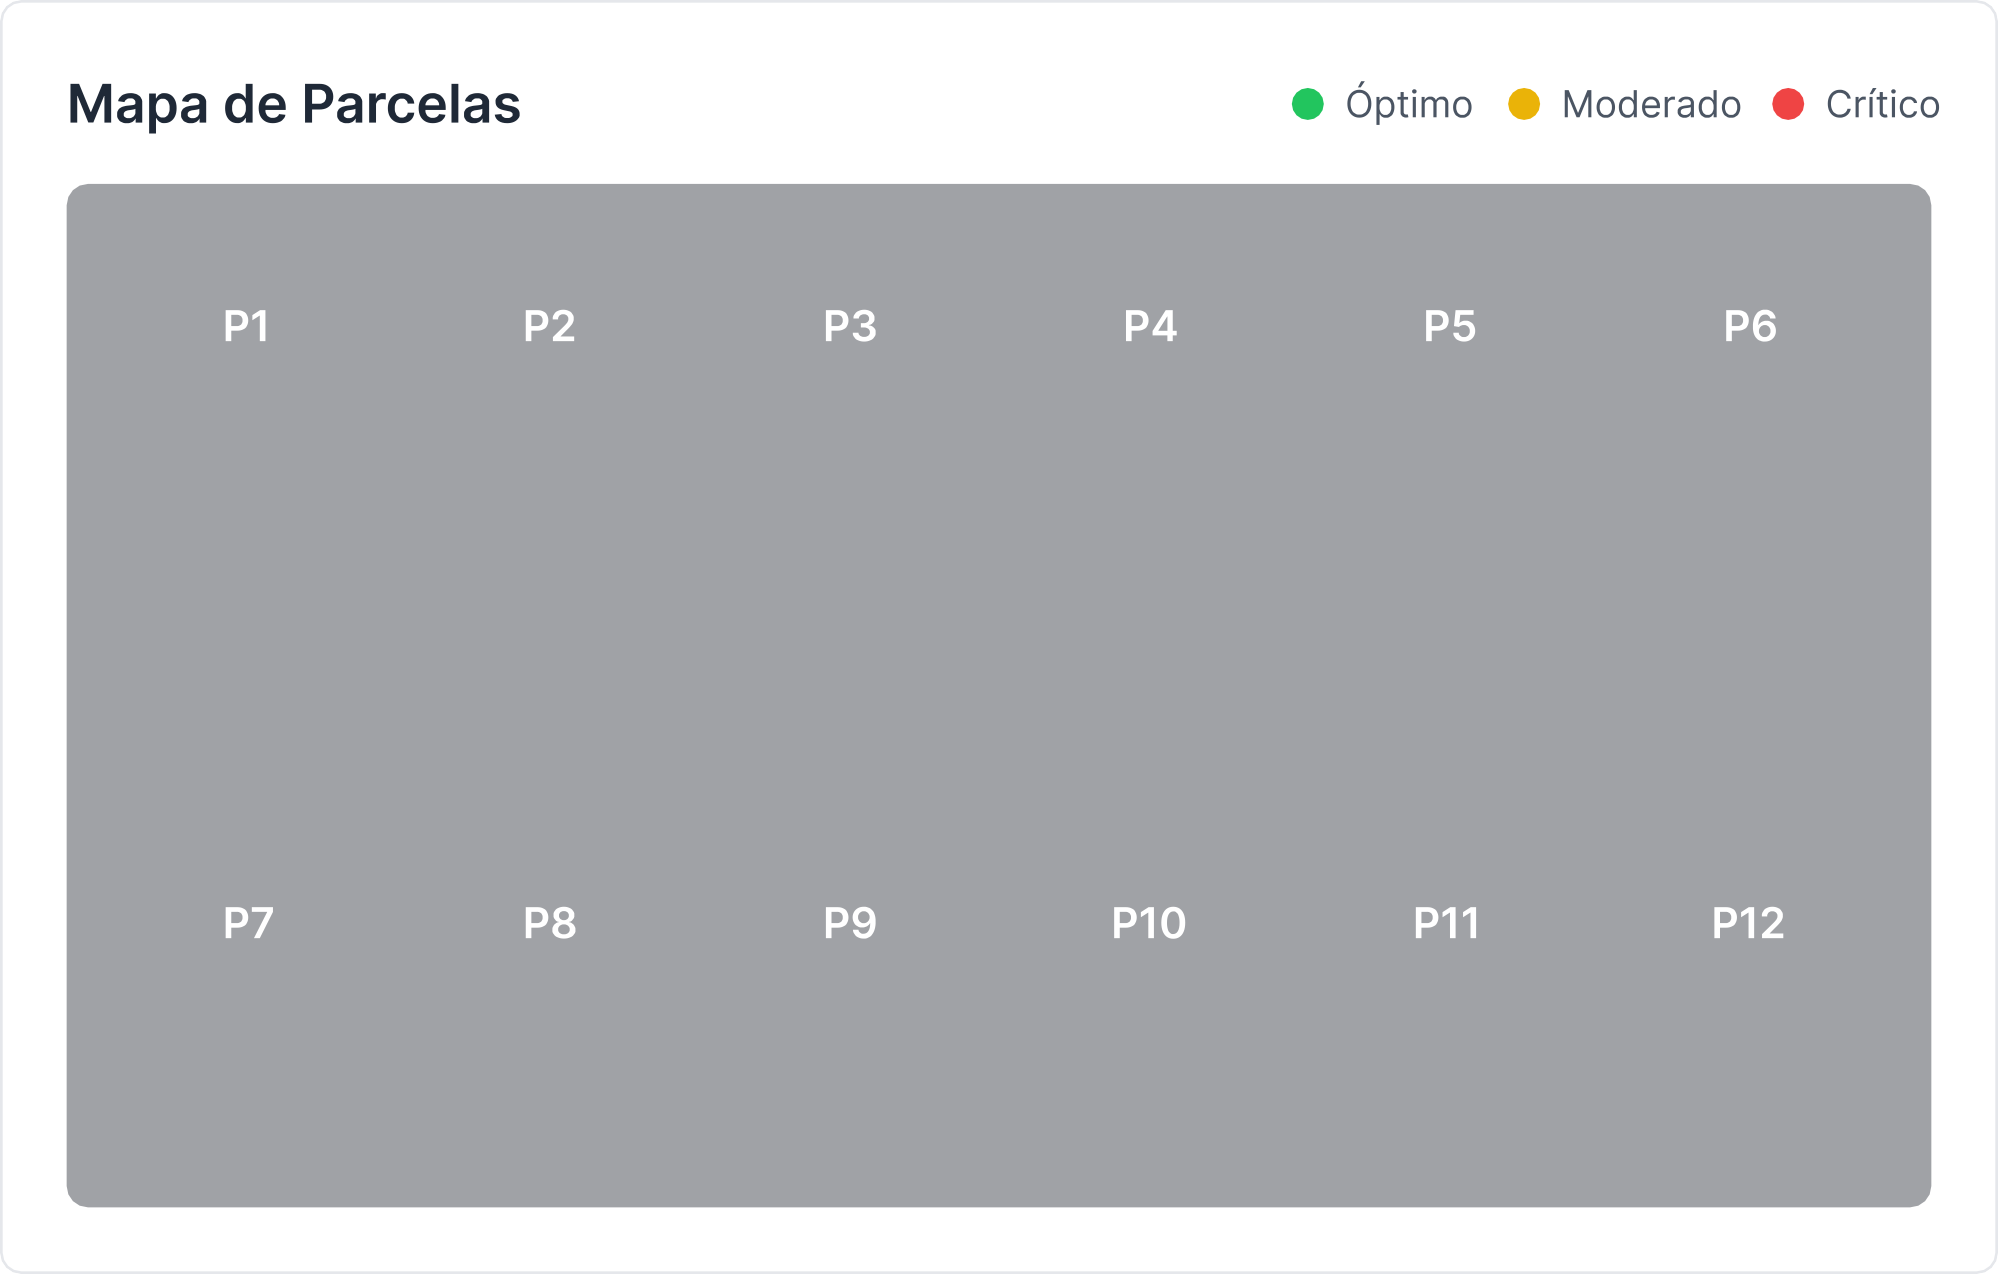 Mapa de Parcelas
Óptimo Moderado Crítico
P1 P2 P3 P4 P5 P6
P7 P8 P9 P10 P11 P12